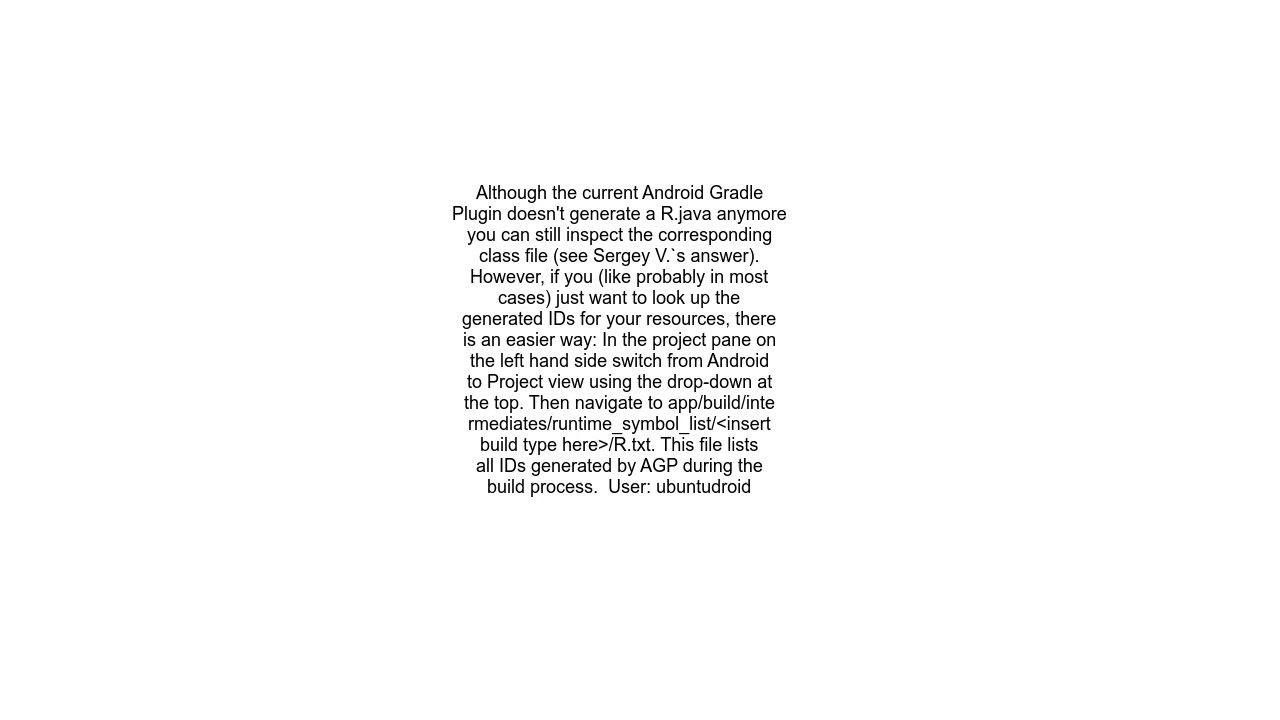 Although the current Android Gradle
Plugin doesn't generate a R.java anymore
you can still inspect the corresponding
class file (see Sergey V.`s answer).
However, if you (like probably in most
cases) just want to look up the
generated IDs for your resources, there
is an easier way: In the project pane on
the left hand side switch from Android
to Project view using the drop-down at
the top. Then navigate to app/build/inte
rmediates/runtime_symbol_list/<insert
build type here>/R.txt. This file lists
all IDs generated by AGP during the
build process.  User: ubuntudroid